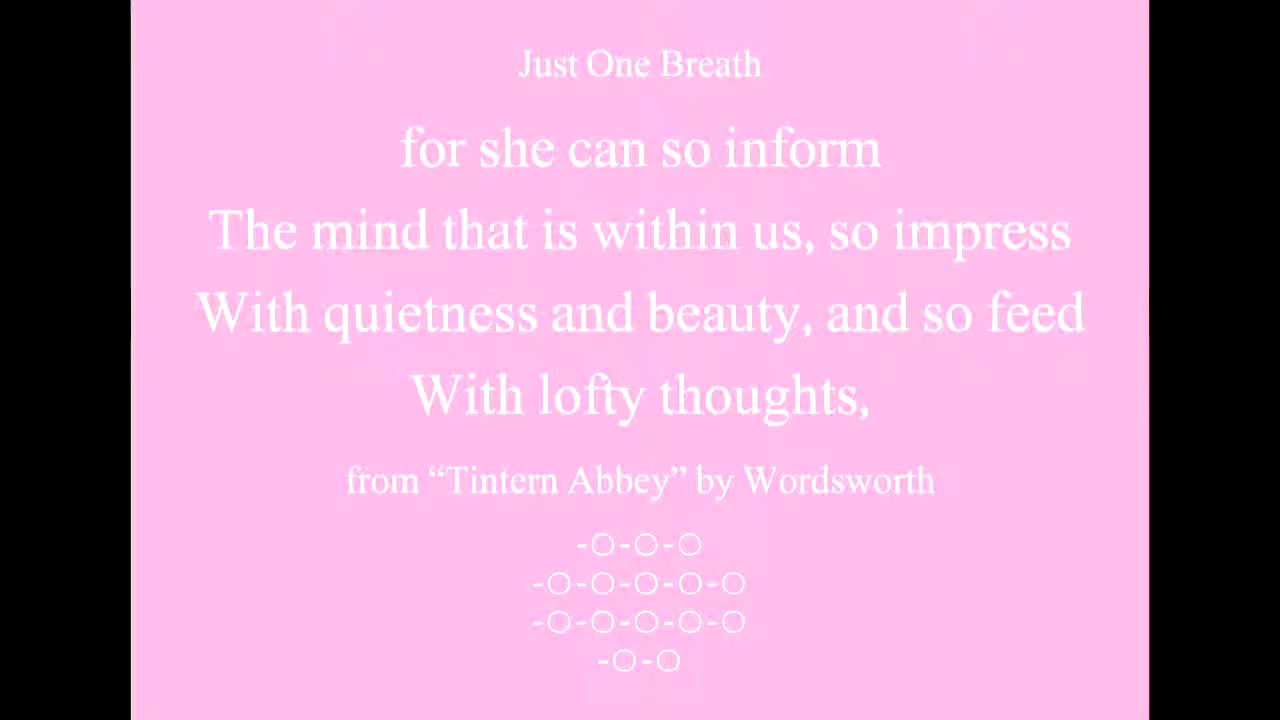 Just One Breath
for she can so inform
The mind that is within us, so impress
With quietness and beauty, and so feed
With lofty thoughts,
from “Tintern Abbey” by Wordsworth
-○-○-○
-○-○-○-○-○
-○-○-○-○-○
-○-○